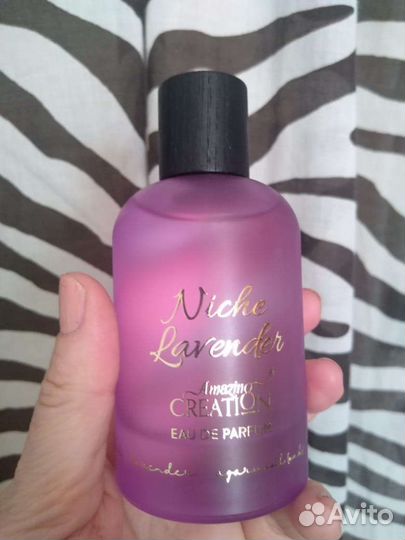 Niche
Lavender
Amazing
CREATION
EAU DE PARFUM
Avito